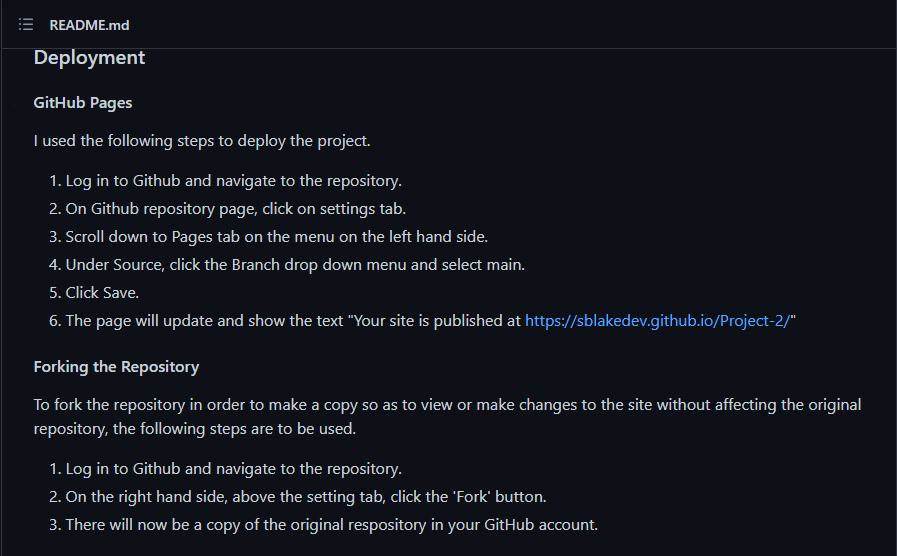 README.md
Deployment
GitHub Pages
I used the following steps to deploy the project.
1. Log in to Github and navigate to the repository.
2. On Github repository page, click on settings tab.
3. Scroll down to Pages tab on the menu on the left hand side.
4. Under Source, click the Branch drop down menu and select main.
5. Click Save.
6. The page will update and show the text "Your site is published at https://sblakedev.github.io/Project-2/"
Forking the Repository
To fork the repository in order to make a copy so as to view or make changes to the site without affecting the original
repository, the following steps are to be used.
1. Log in to Github and navigate to the repository.
2. On the right hand side, above the setting tab, click the 'Fork' button.
3. There will now be a copy of the original respository in your GitHub account.